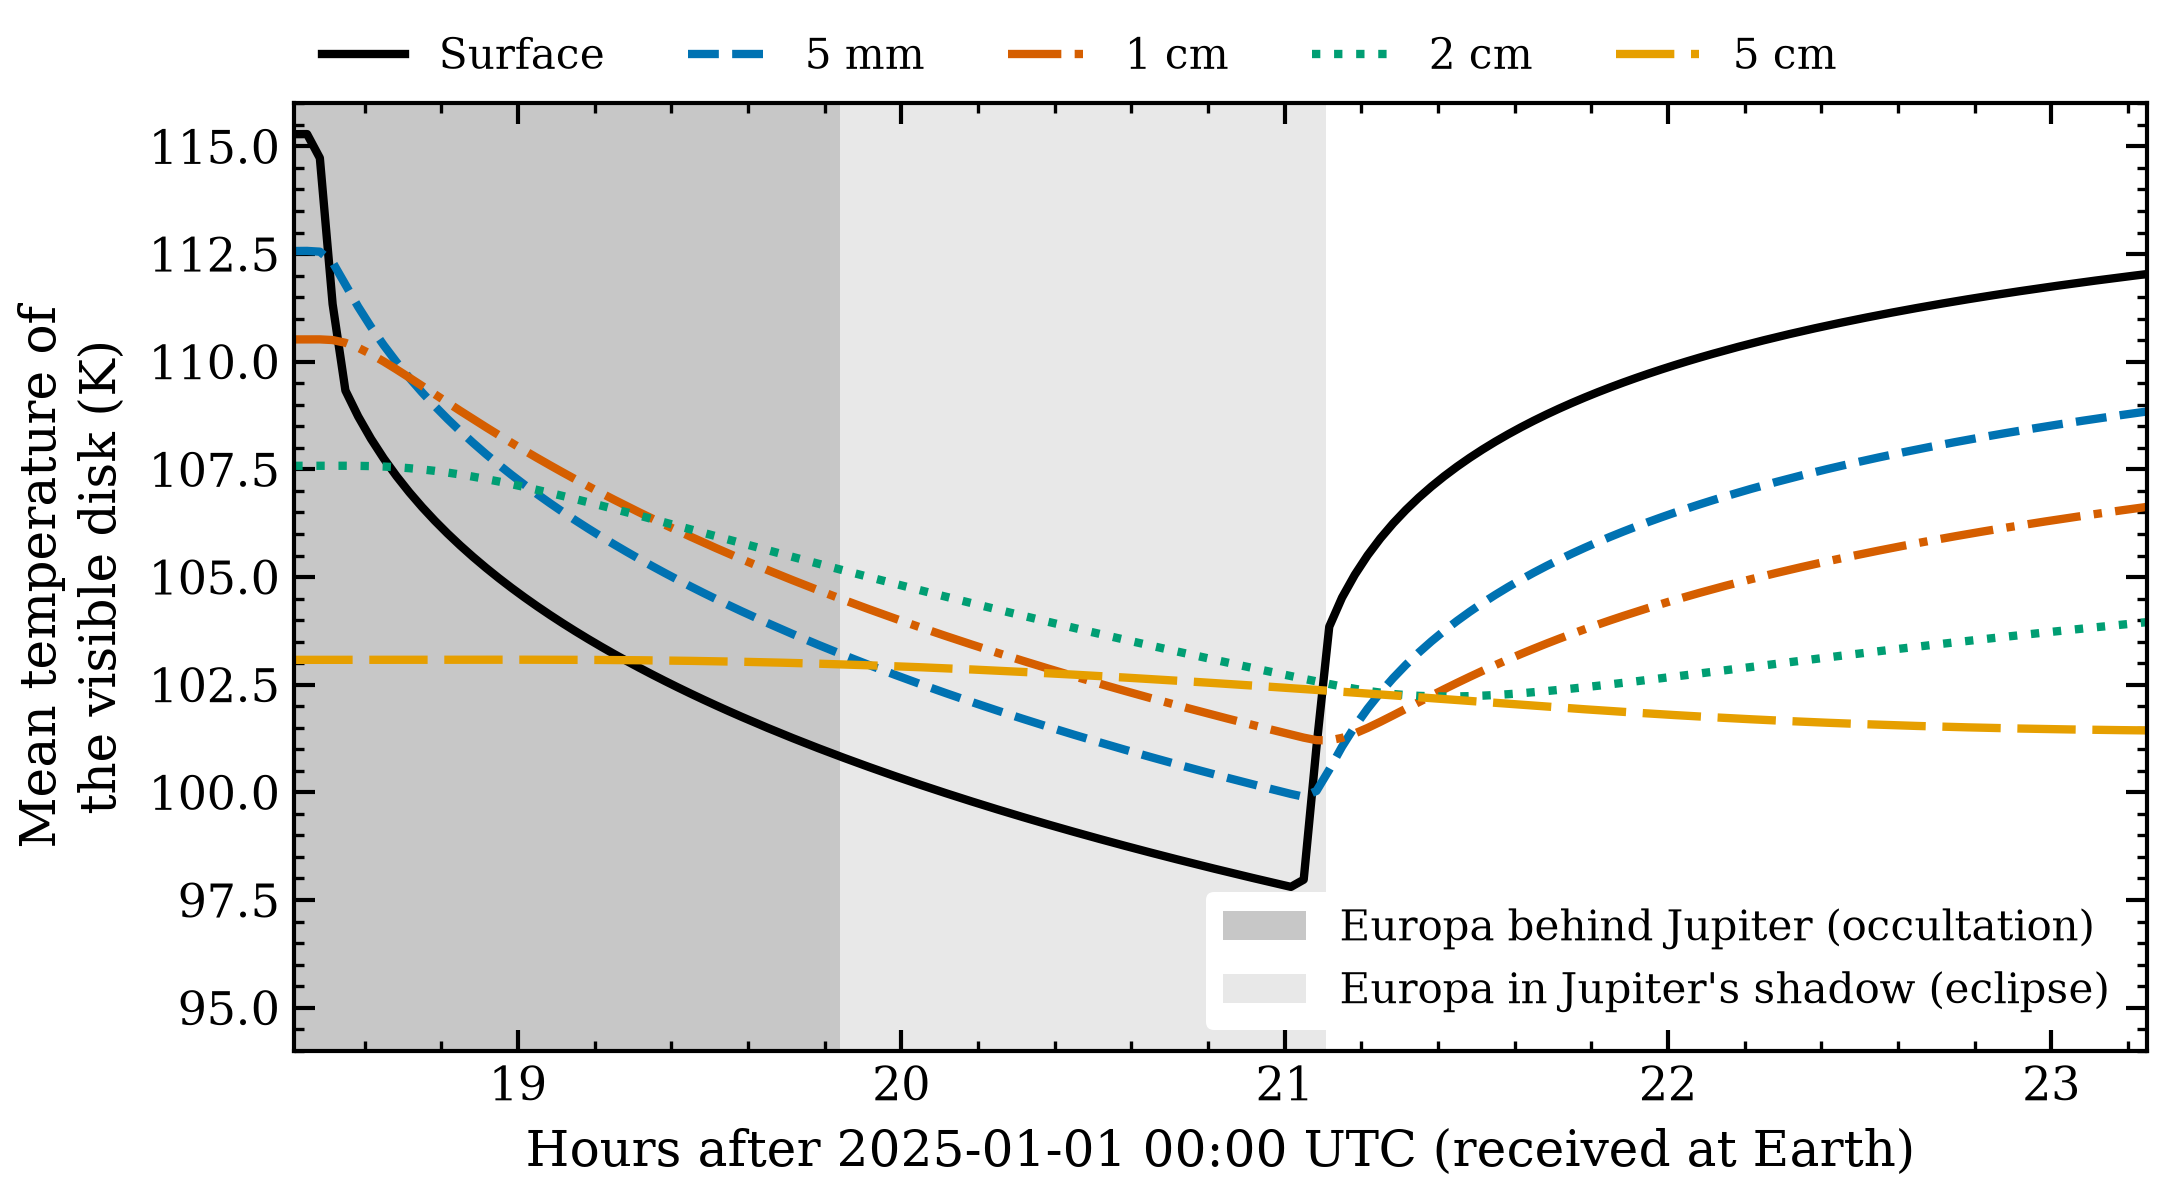 Surface 5 mm 1 cm 2 cm 5 cm
115.0
112.5
110.0
107.5
105.0
102.5
100.0
97.5
95.0
Mean temperature of
the visible disk (K)
Europa behind Jupiter (occultation)
Europa in Jupiter's shadow (eclipse)
19 20 21 22 23
Hours after 2025-01-01 00:00 UTC (received at Earth)